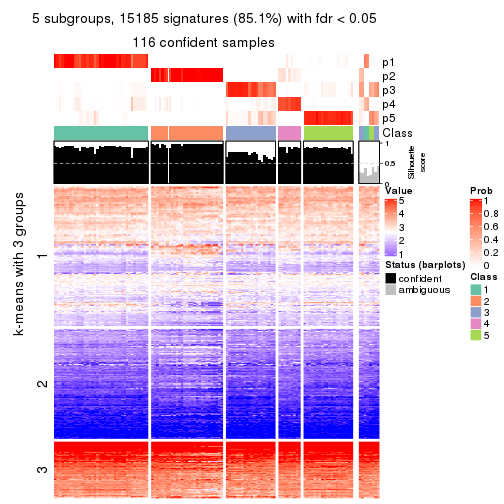 5 subgroups, 15185 signatures (85.1%) with fdr < 0.05
116 confident samples
p1
p2
p3
p4
p5
Class
1
0.5
0
Silhouette
score
k-means with 3 groups
1
2
3
Value
5
4
3
2
1
Status (barplots)
confident
ambiguous
Prob
1
0.8
0.6
0.4
0.2
0
Class
1
2
3
4
5